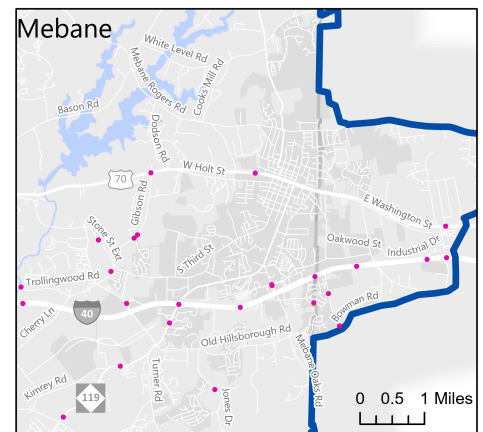 Mebane
White Level Rd
Mebane Rogers Rd
Cooks Mill Rd
Bason Rd
Dodson Rd
W Holt St
70
Gibson Rd
E Washington St
Stone St Ext
S Third St
Oakwood St
Industrial Dr
Trollingwood Rd
Bowman Rd
40
Cherry Ln
Old Hillsborough Rd
Mebane Oaks Rd
Turner Rd
Kimrey Rd
119
Jones Dr
0 0.5 1 Miles